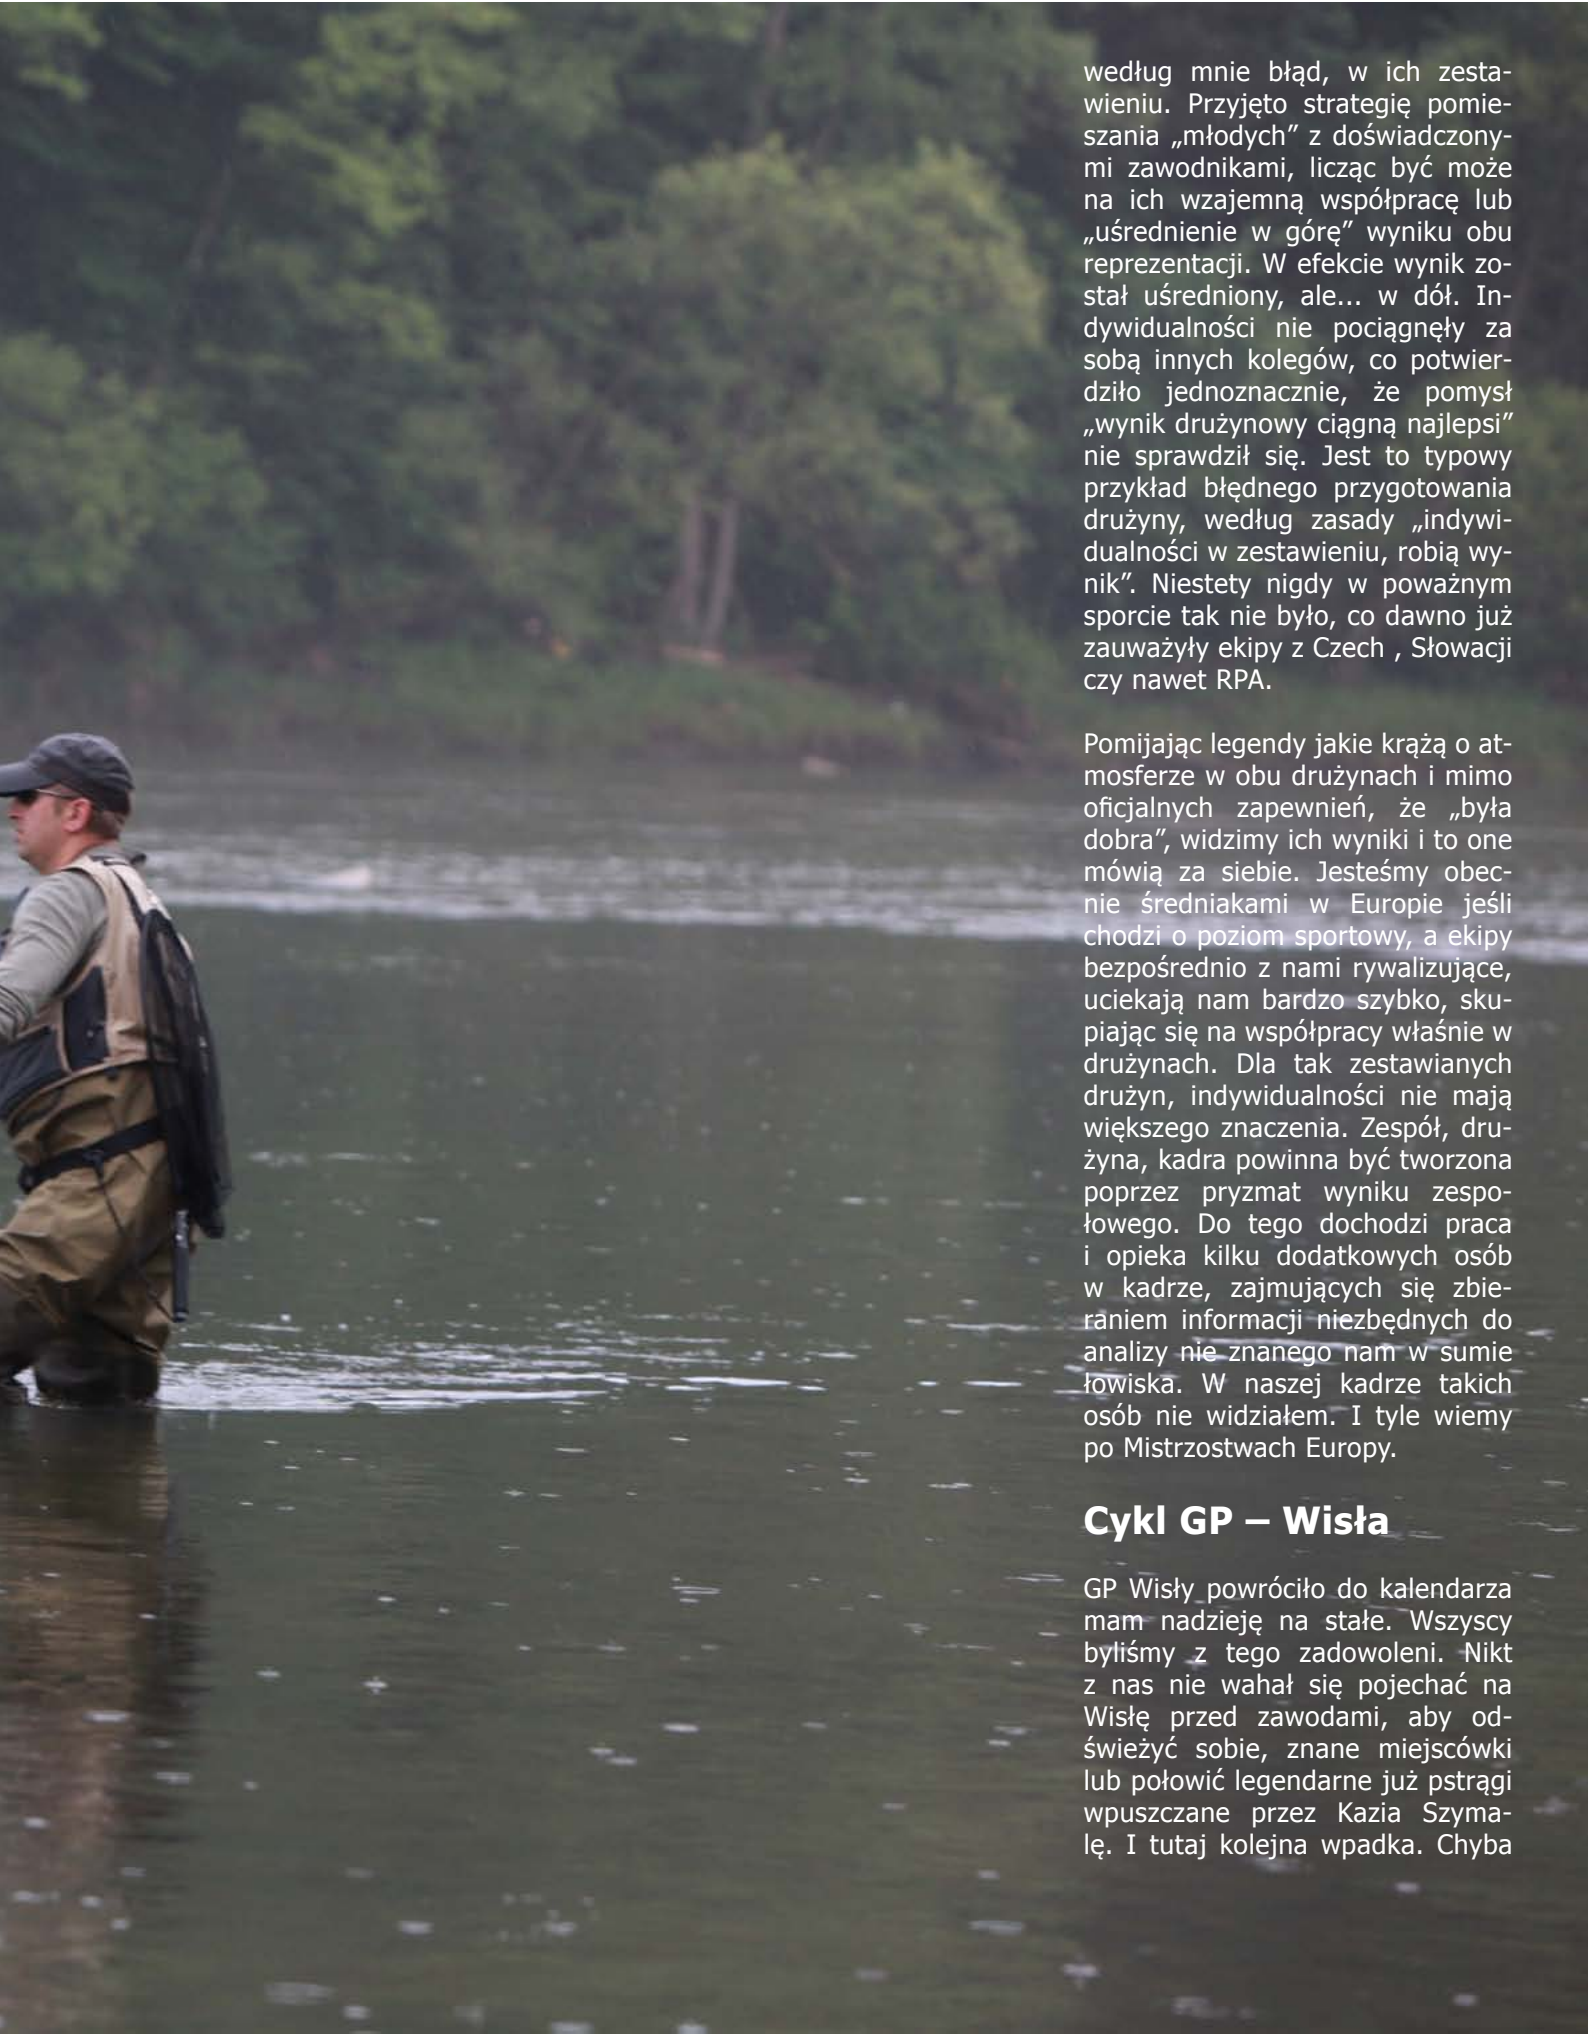 według mnie błąd, w ich zesta-
wieniu. Przyjęto strategię pomie-
szania „młodych” z doświadczony-
mi zawodnikami, licząc być może
na ich wzajemną współpracę lub
„uśrednienie w górę” wyniku obu
reprezentacji. W efekcie wynik zo-
stał uśredniony, ale... w dół. In-
dywidualności nie pociągnęły za
sobą innych kolegów, co potwier-
dziło jednoznacznie, że pomysł
„wynik drużynowy ciągną najlepsi”
nie sprawdził się. Jest to typowy
przykład błędnego przygotowania
drużyny, według zasady „indywi-
dualności w zestawieniu, robią wy-
nik”. Niestety nigdy w poważnym
sporcie tak nie było, co dawno już
zauważyły ekipy z Czech , Słowacji
czy nawet RPA.
Pomijając legendy jakie krążą o at-
mosferze w obu drużynach i mimo
oficjalnych zapewnień, że „była
dobra”, widzimy ich wyniki i to one
mówią za siebie. Jesteśmy obec-
nie średniakami w Europie jeśli
chodzi o poziom sportowy, a ekipy
bezpośrednio z nami rywalizujące,
uciekają nam bardzo szybko, sku-
piając się na współpracy właśnie w
drużynach. Dla tak zestawianych
drużyn, indywidualności nie mają
większego znaczenia. Zespół, dru-
żyna, kadra powinna być tworzona
poprzez pryzmat wyniku zespo-
łowego. Do tego dochodzi praca
i opieka kilku dodatkowych osób
w kadrze, zajmujących się zbie-
raniem informacji niezbędnych do
analizy nie znanego nam w sumie
łowiska. W naszej kadrze takich
osób nie widziałem. I tyle wiemy
po Mistrzostwach Europy.
Cykl GP – Wisła
GP Wisły powróciło do kalendarza
mam nadzieję na stałe. Wszyscy
byliśmy z tego zadowoleni. Nikt
z nas nie wahał się pojechać na
Wisłę przed zawodami, aby od-
świeżyć sobie, znane miejscówki
lub połowić legendarne już pstrągi
wpuszczane przez Kazia Szyma-
lę. I tutaj kolejna wpadka. Chyba